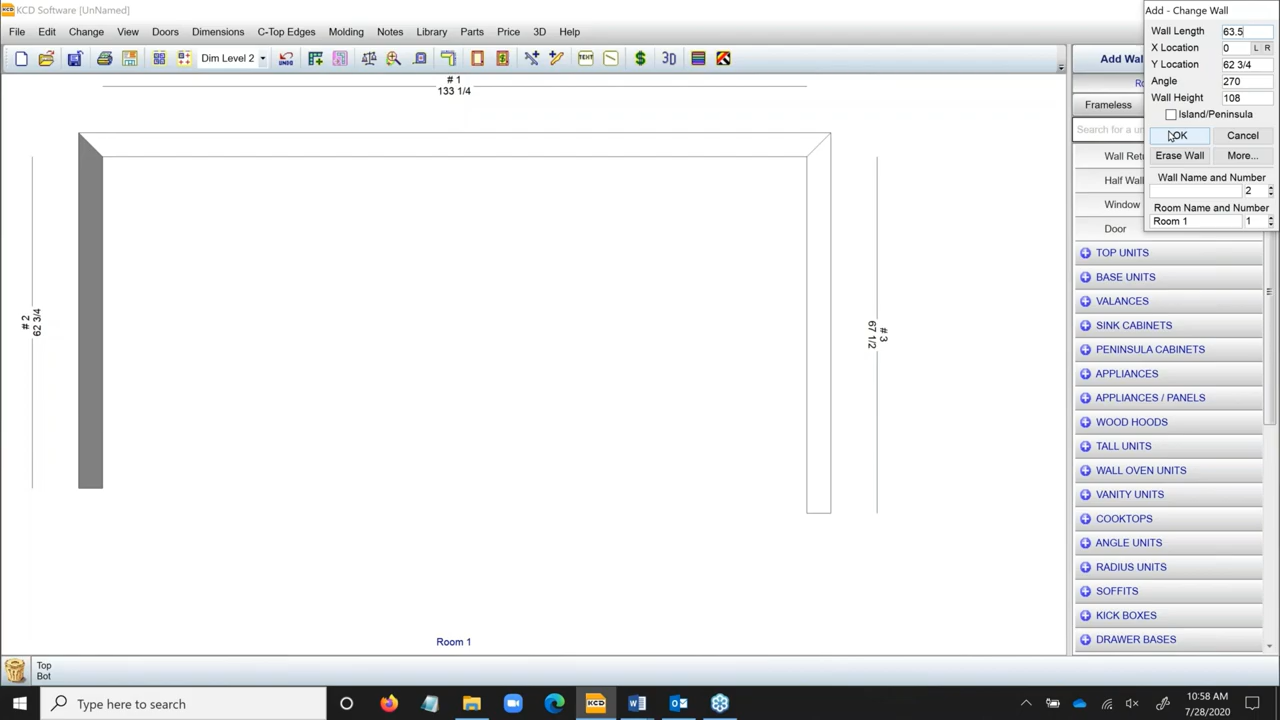 KCD Software [UnNamed]
File Edit Change View Doors Dimensions C-Top Edges Molding Notes Library Parts Price 3D Help
Dim Level 2
UNDO
TEXT
$
3D
# 1
133 1/4
# 2
62 3/4
# 3
67 1/2
Room 1
Add - Change Wall
Wall Length 63.5
X Location 0 L R
Y Location 62 3/4
Angle 270
Wall Height 108
Island/Peninsula
OK Cancel
Erase Wall More...
Wall Name and Number
2
Room Name and Number
Room 1 1
Frameless
Search for a
Half Wall
Window
Door
TOP UNITS
BASE UNITS
VALANCES
SINK CABINETS
PENINSULA CABINETS
APPLIANCES
APPLIANCES / PANELS
WOOD HOODS
TALL UNITS
WALL OVEN UNITS
VANITY UNITS
COOKTOPS
ANGLE UNITS
RADIUS UNITS
SOFFITS
KICK BOXES
DRAWER BASES
Top
Bot
Type here to search
10:58 AM
7/28/2020